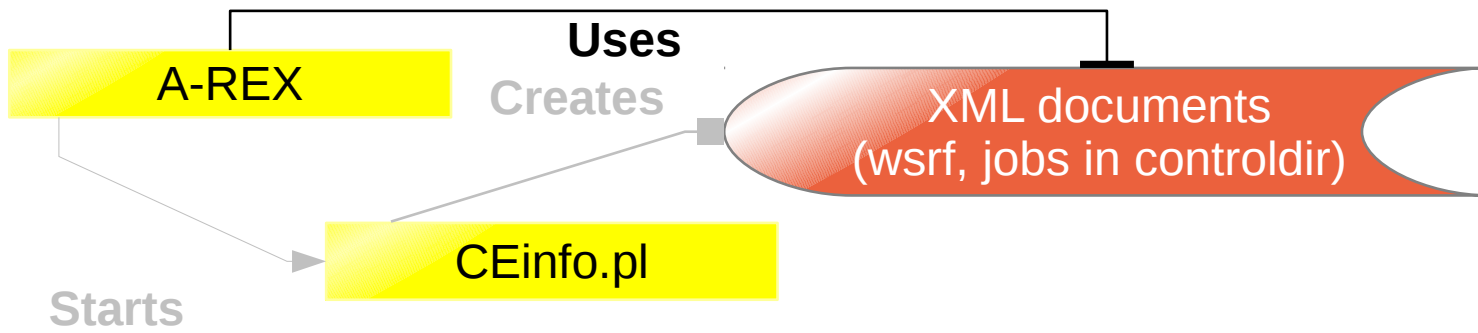 Uses
A-REX
Creates
XML documents
(wsrf, jobs in controldir)
CEinfo.pl
Starts